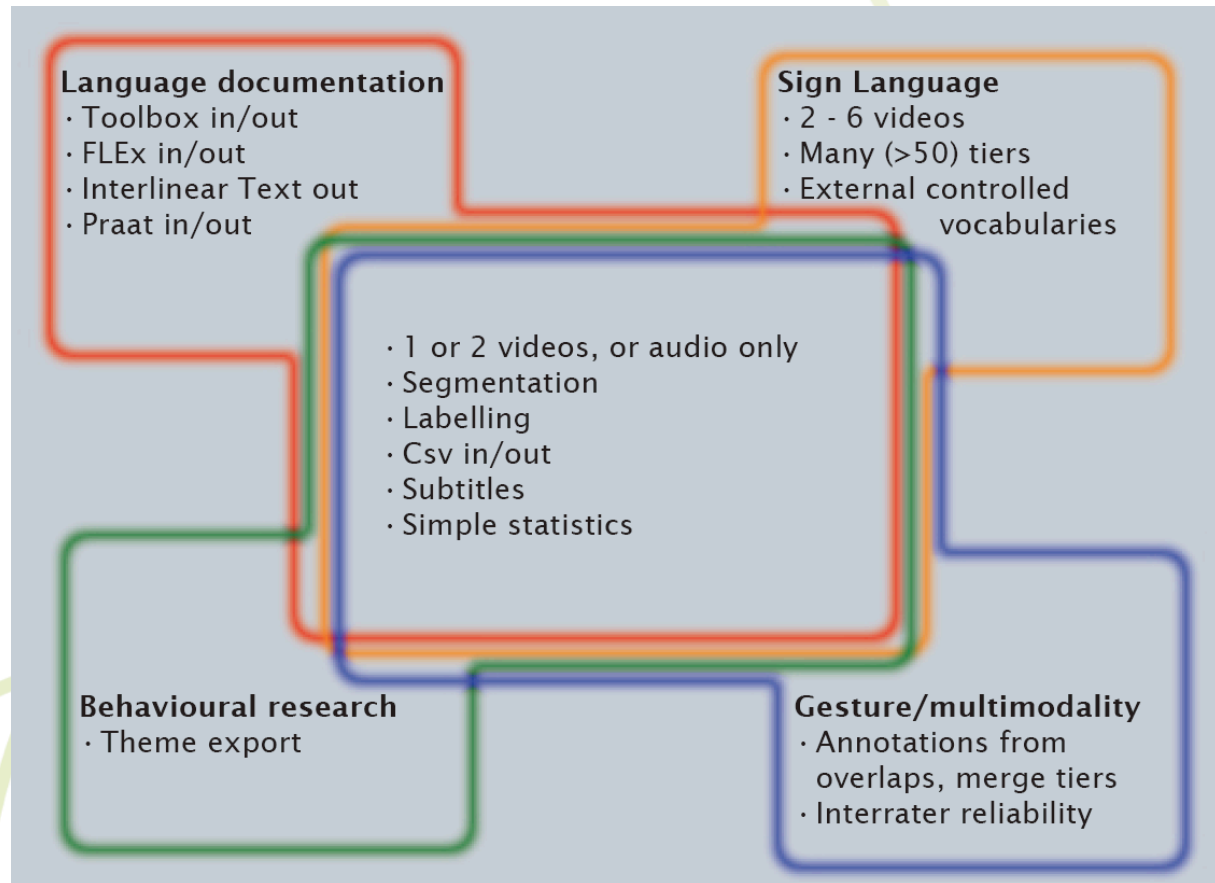 Language documentation
· Toolbox in/out
· FLEx in/out
· Interlinear Text out
· Praat in/out
Sign Language
· 2 - 6 videos
· Many (>50) tiers
· External controlled
vocabularies
· 1 or 2 videos, or audio only
· Segmentation
· Labelling
· Csv in/out
· Subtitles
· Simple statistics
Behavioural research
· Theme export
Gesture/multimodality
· Annotations from
overlaps, merge tiers
· Interrater reliability